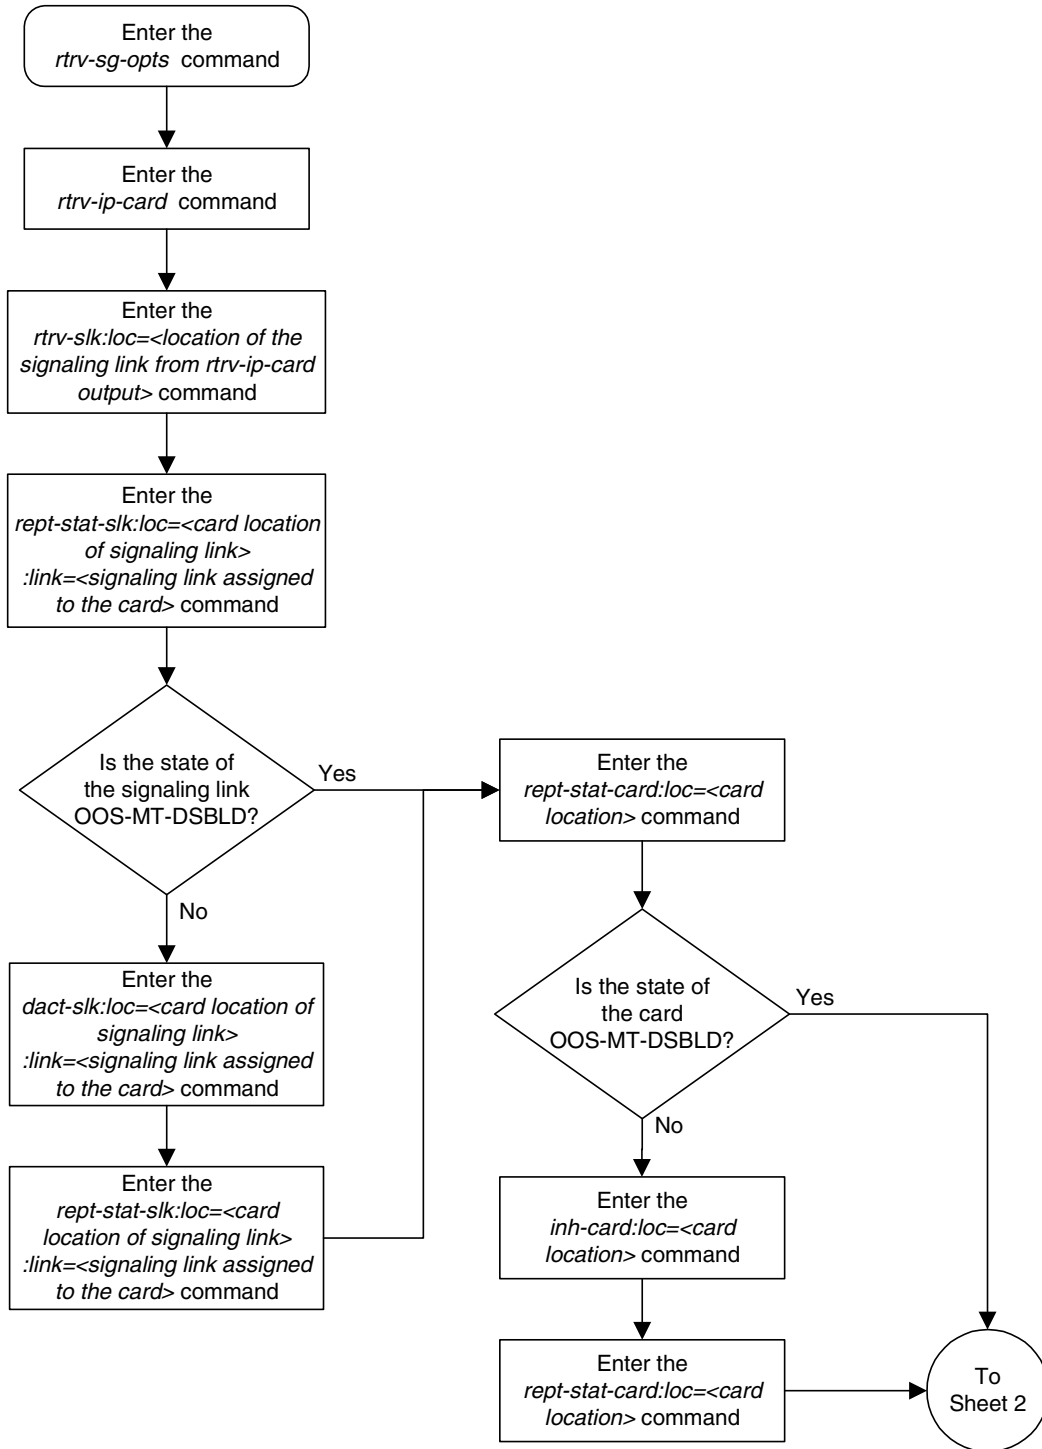 Enter the
rtrv-sg-opts command
Enter the
rtrv-ip-card command
Enter the
rtrv-slk:loc=<location of the
signaling link from rtrv-ip-card
output> command
Enter the
rept-stat-slk:loc=<card location
of signaling link>
:link=<signaling link assigned
to the card> command
Is the state of
the signaling link
OOS-MT-DSBLD?
Yes
No
Enter the
dact-slk:loc=<card location of
signaling link>
:link=<signaling link assigned
to the card> command
Enter the
rept-stat-slk:loc=<card
location of signaling link>
:link=<signaling link assigned
to the card> command
Enter the
rept-stat-card:loc=<card
location> command
Is the state of
the card
OOS-MT-DSBLD?
Yes
No
Enter the
inh-card:loc=<card
location> command
Enter the
rept-stat-card:loc=<card
location> command
To
Sheet 2